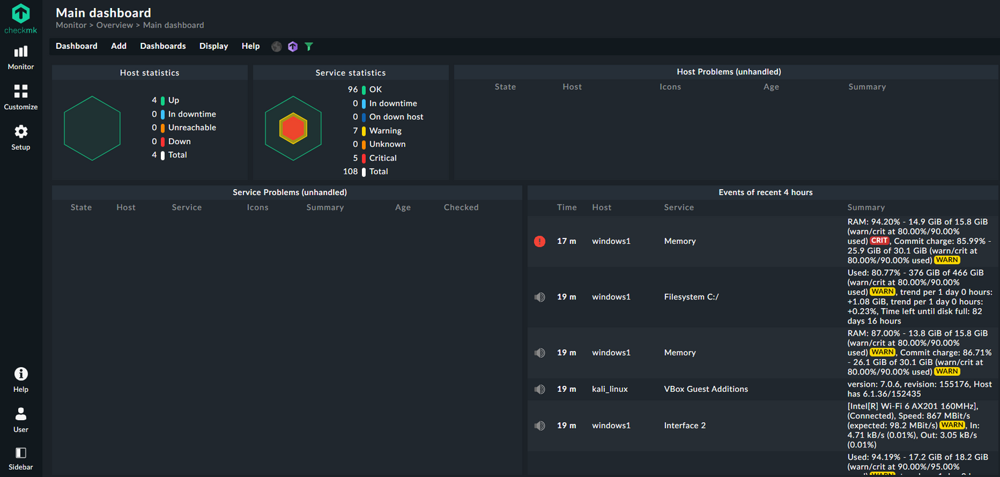 checkmk
Monitor
Customize
Setup
Help
User
Sidebar
Main dashboard
Monitor > Overview > Main dashboard
Dashboard Add Dashboards Display Help
Host statistics
4 Up
0 In downtime
0 Unreachable
0 Down
4 Total
Service statistics
96 OK
0 In downtime
0 On down host
7 Warning
0 Unknown
5 Critical
108 Total
Host Problems (unhandled)
State Host Icons Age Summary
Service Problems (unhandled)
State Host Service Icons Summary Age Checked
Events of recent 4 hours
Time Host Service Summary
17 m windows1 Memory
RAM: 94.20% - 14.9 GiB of 15.8 GiB
(warn/crit at 80.00%/90.00%
used) CRIT, Commit charge: 85.99% -
25.9 GiB of 30.1 GiB (warn/crit at
80.00%/90.00% used) WARN
19 m windows1 Filesystem C:/
Used: 80.77% - 376 GiB of 466 GiB
(warn/crit at 80.00%/90.00%
used) WARN, trend per 1 day 0 hours:
+1.08 GiB, trend per 1 day 0 hours:
+0.23%, Time left until disk full: 82
days 16 hours
19 m windows1 Memory
RAM: 87.00% - 13.8 GiB of 15.8 GiB
(warn/crit at 80.00%/90.00%
used) WARN, Commit charge: 86.71%
- 26.1 GiB of 30.1 GiB (warn/crit at
80.00%/90.00% used) WARN
19 m kali_linux VBox Guest Additions
version: 7.0.6, revision: 155176, Host
has 6.1.36/152435
19 m windows1 Interface 2
[Intel[R] Wi-Fi 6 AX201 160MHz],
(Connected), Speed: 867 MBit/s
(expected: 98.2 MBit/s) WARN, In:
4.71 kB/s (0.01%), Out: 3.05 kB/s
(0.01%)
Used: 94.19% - 17.2 GiB of 18.2 GiB
(warn/crit at 90.00%/95.00%